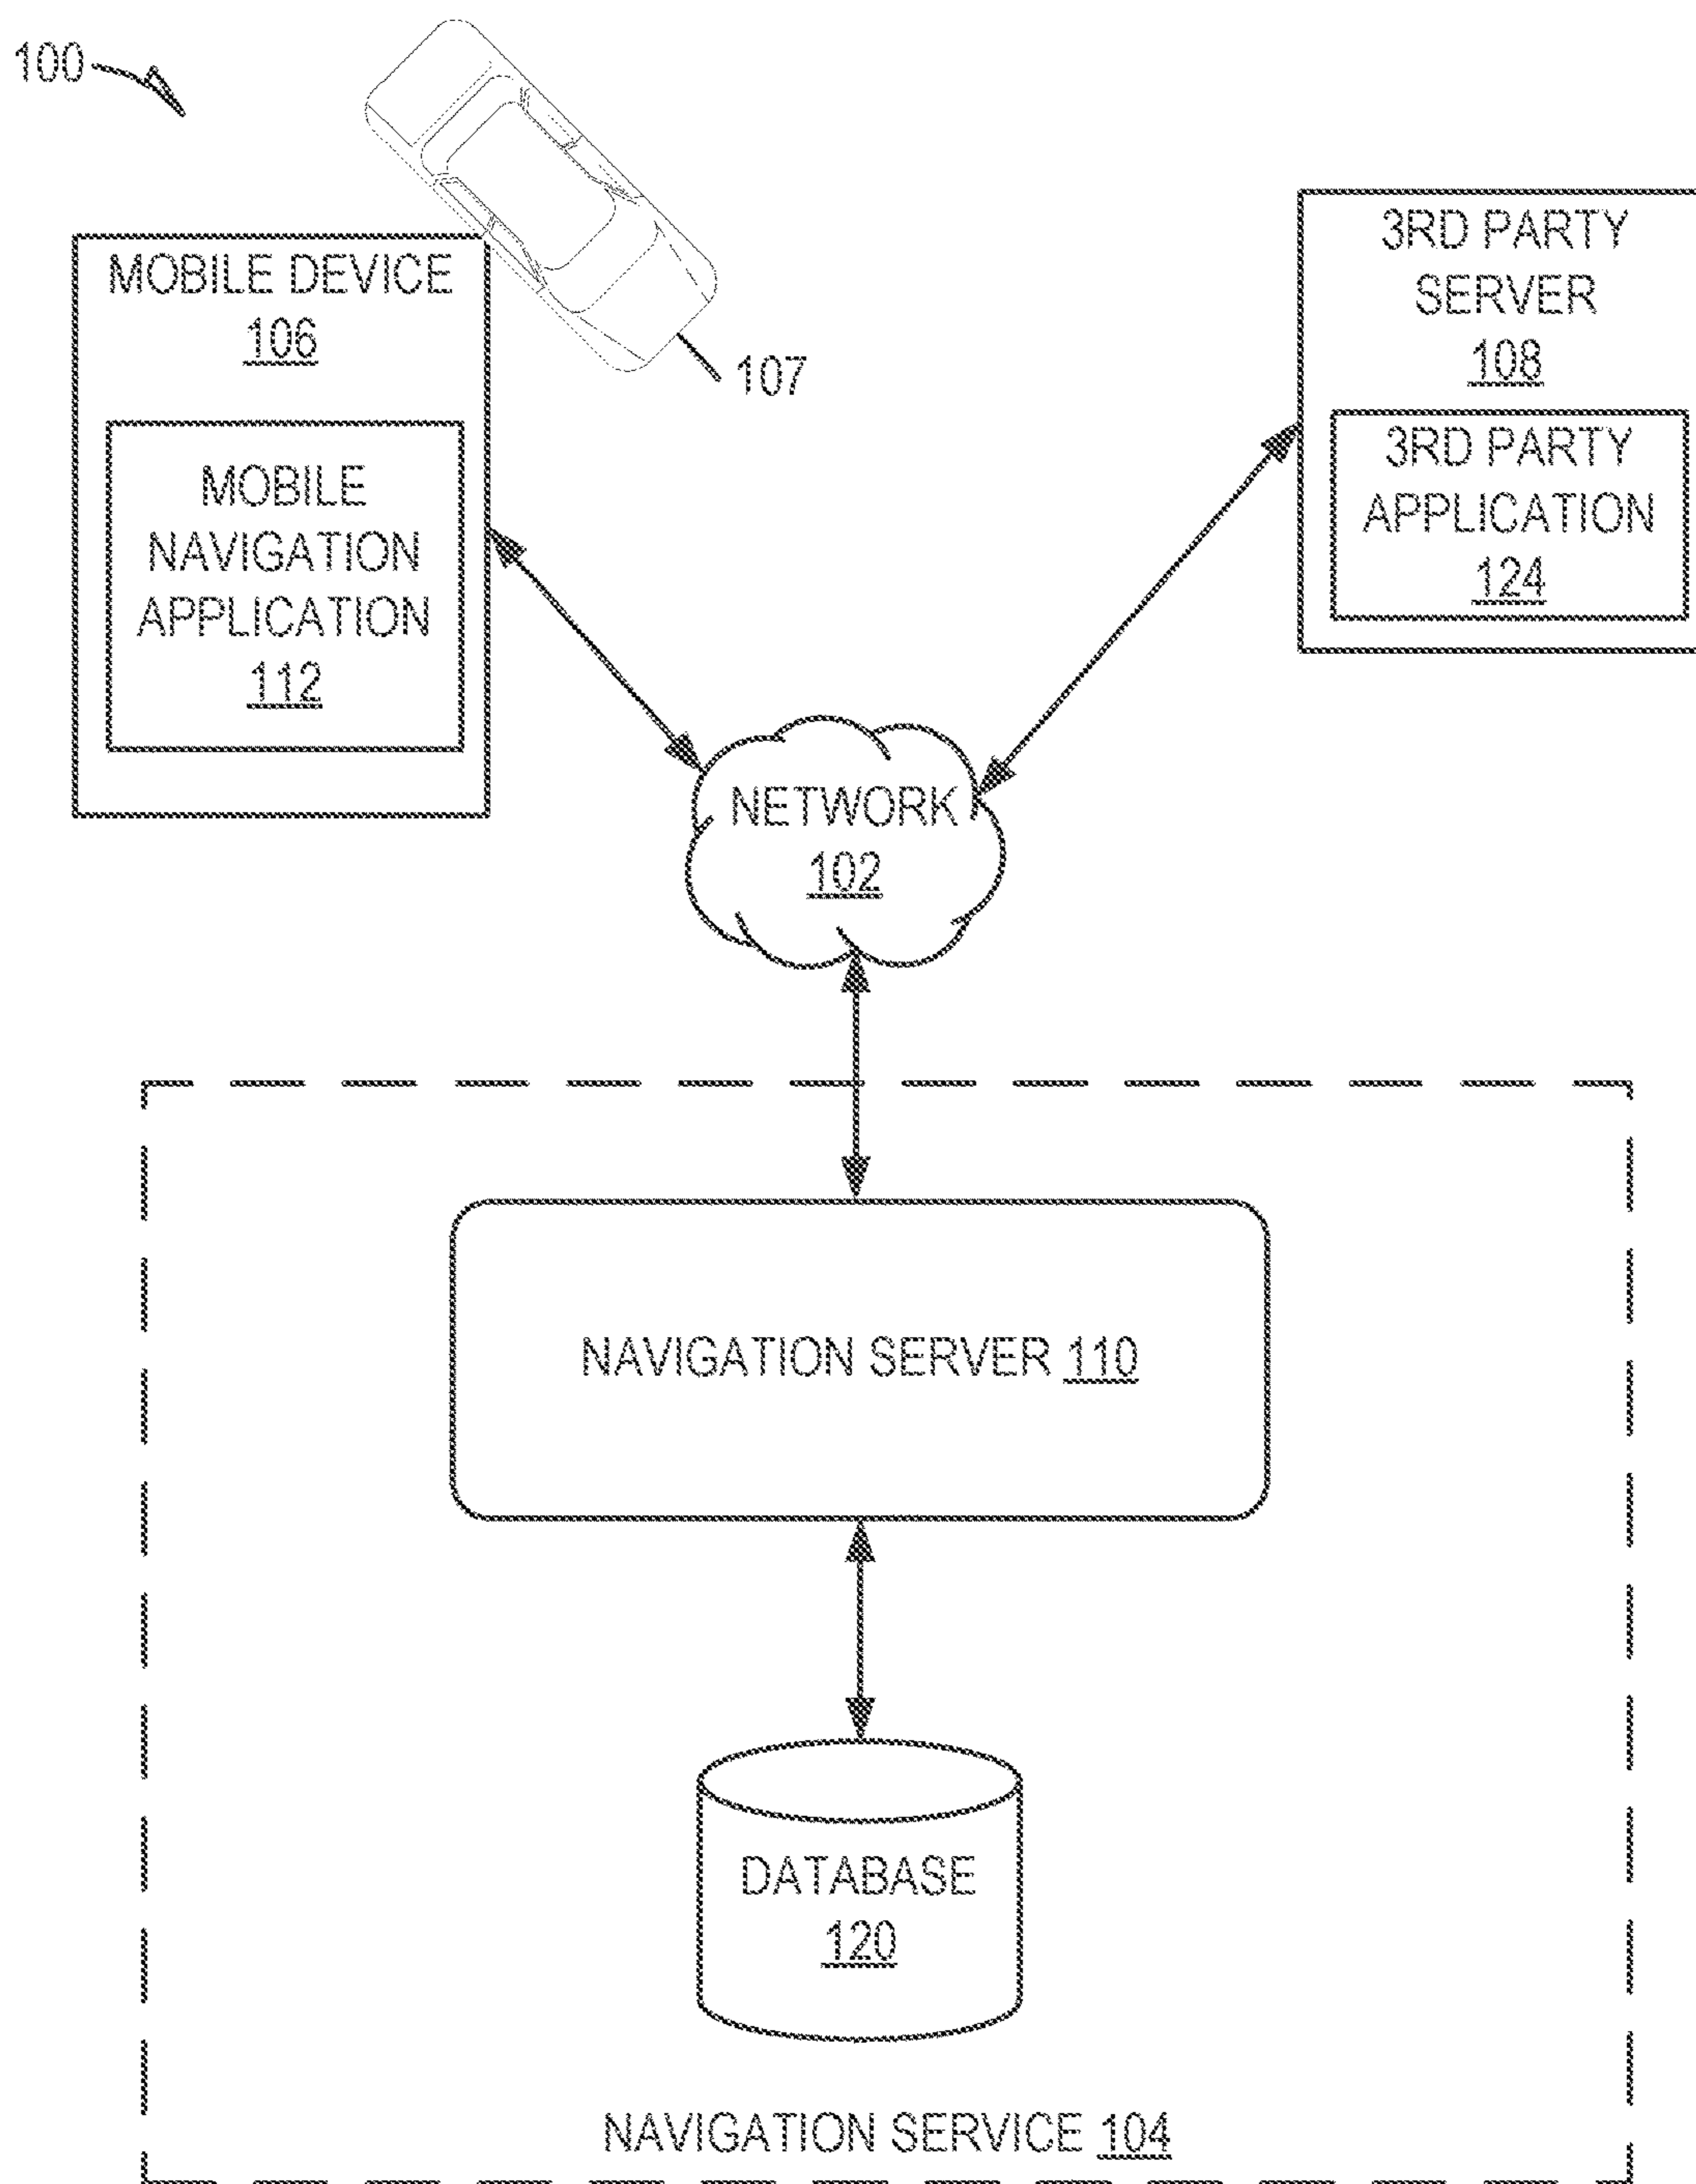 100
MOBILE DEVICE
106
107
MOBILE
NAVIGATION
APPLICATION
112
3RD PARTY
SERVER
108
3RD PARTY
APPLICATION
124
NETWORK
102
NAVIGATION SERVER 110
DATABASE
120
NAVIGATION SERVICE 104